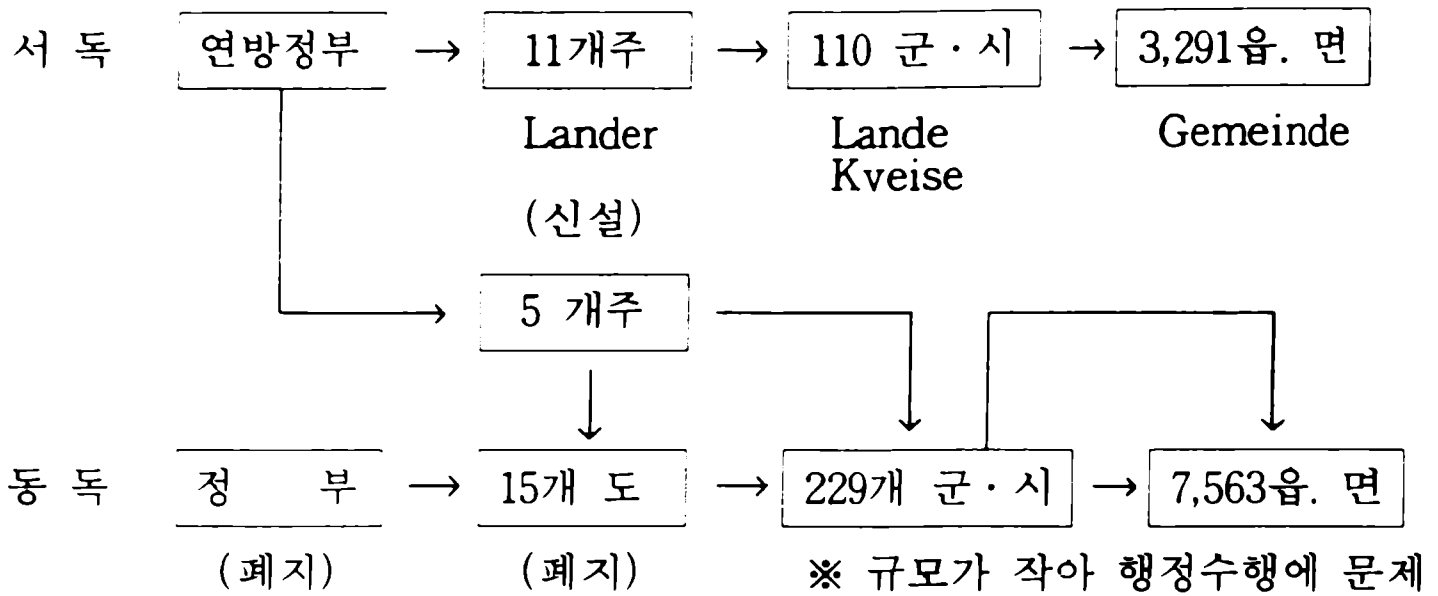 서 독 연방정부 → 11개주 → 110 군·시 → 3,291읍. 면
Lander Lande Gemeinde
Kveise
(신설)
5 개주
동 독 정 부 → 15개 도 → 229개 군·시 → 7,563읍. 면
(폐지) (폐지) ※ 규모가 작아 행정수행에 문제